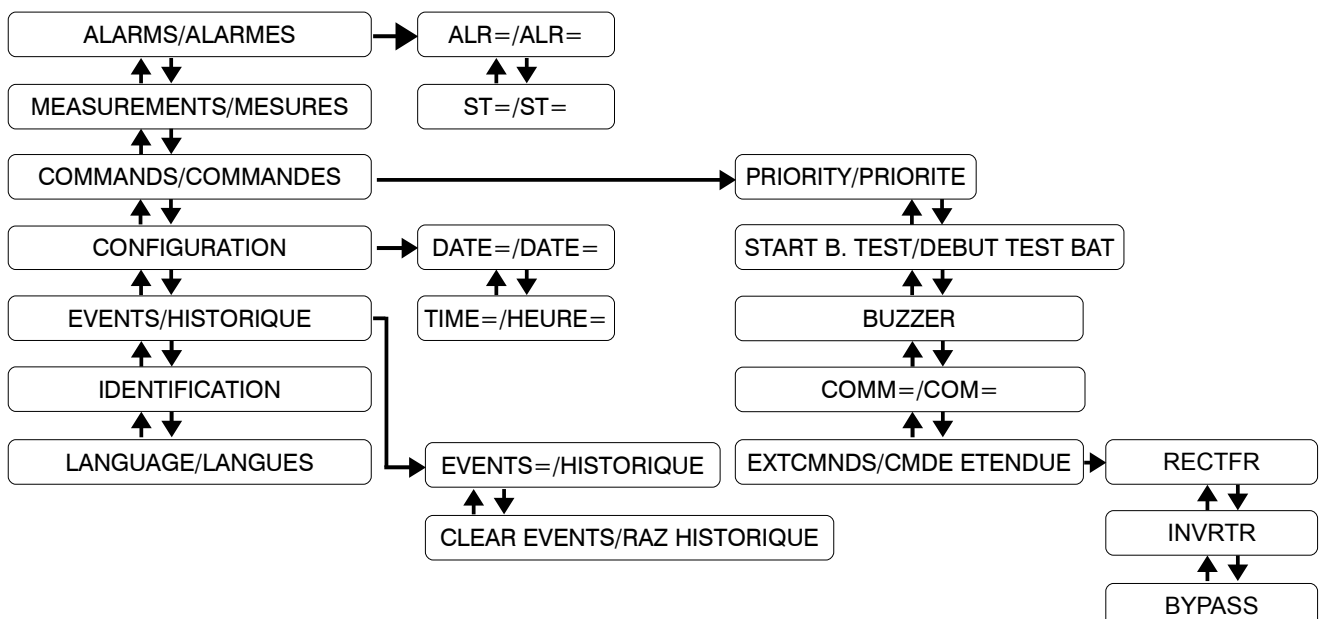 ALARMS/ALARMES
ALR=/ALR=
MEASUREMENTS/MESURES
ST=/ST=
COMMANDS/COMMANDES
PRIORITY/PRIORITE
CONFIGURATION
DATE=/DATE=
START B. TEST/DEBUT TEST BAT
EVENTS/HISTORIQUE
TIME=/HEURE=
BUZZER
IDENTIFICATION
COMM=/COM=
LANGUAGE/LANGUES
EVENTS=/HISTORIQUE
EXTCMNDS/CMDE ETENDUE
RECTFR
CLEAR EVENTS/RAZ HISTORIQUE
INVRTR
BYPASS